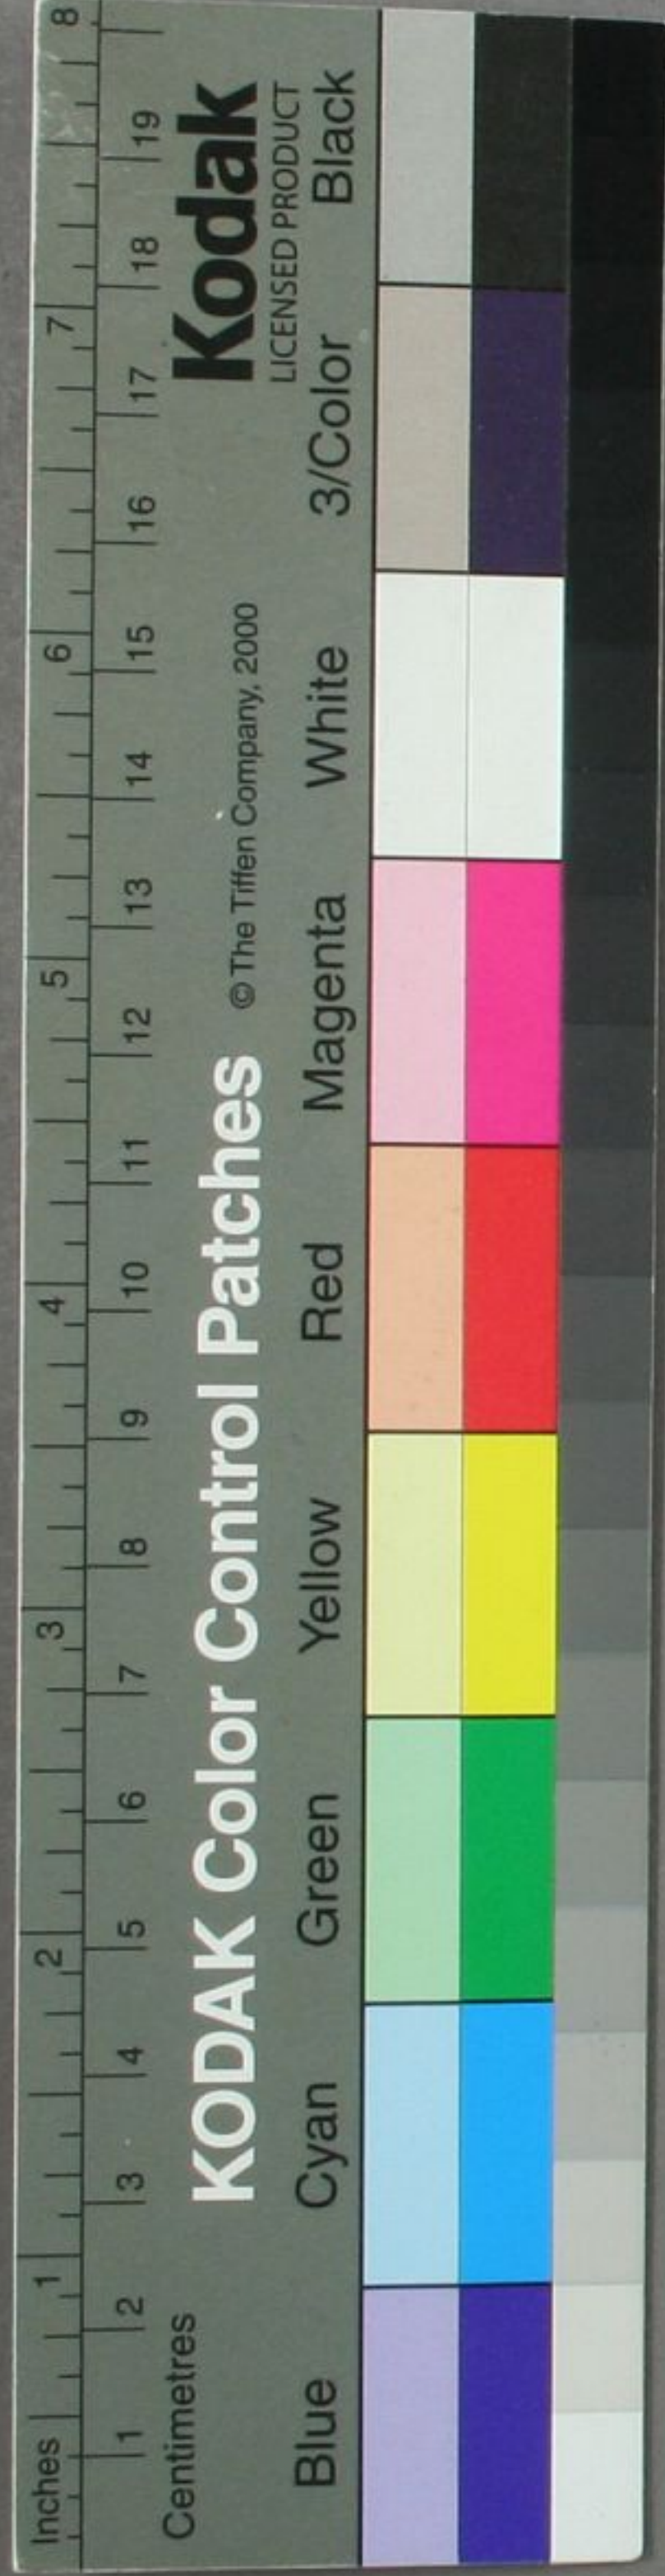 Inches 1 2 3 4 5 6 7 8
1 2 3 4 5 6 7 8 9 10 11 12 13 14 15 16 17 18 19
Centimetres
KODAK Color Control Patches © The Tiffen Company, 2000 Kodak
LICENSED PRODUCT
Blue Cyan Green Yellow Red Magenta White 3/Color Black